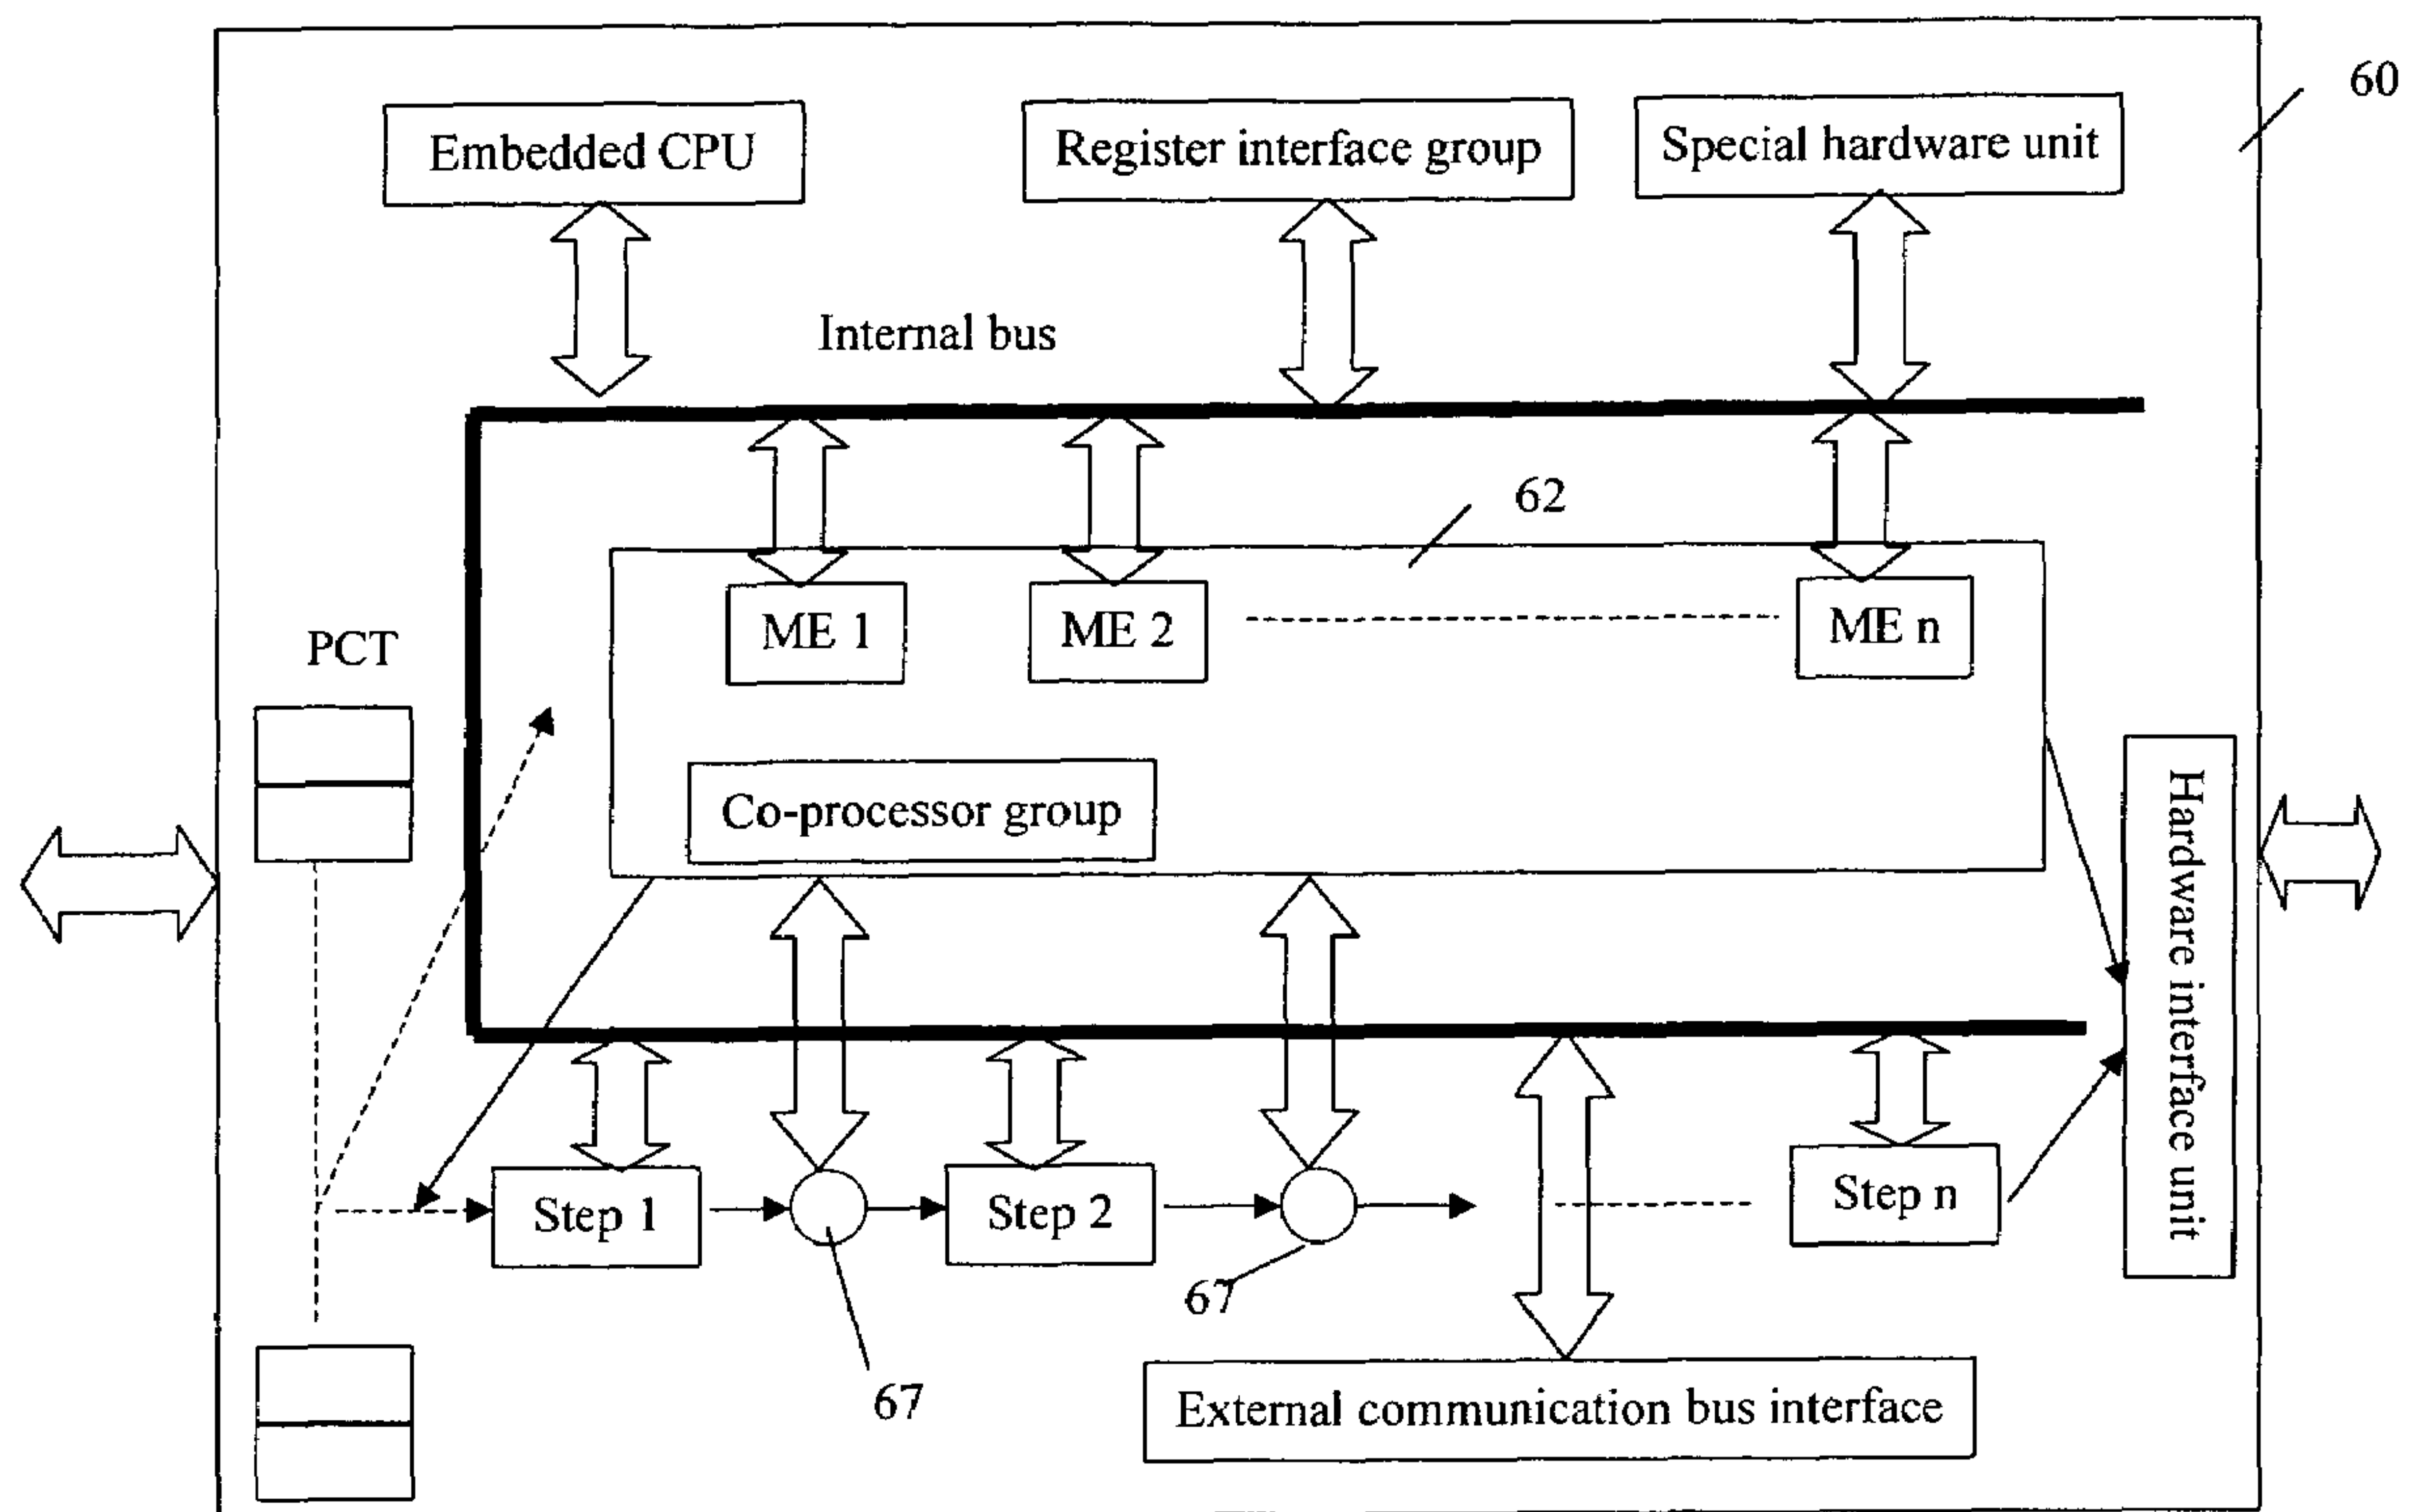 60
Embedded CPU
Register interface group
Special hardware unit
Internal bus
62
ME 1
ME 2
ME n
PCT
Co-processor group
Hardware interface unit
Step 1
Step 2
Step n
67
67
External communication bus interface